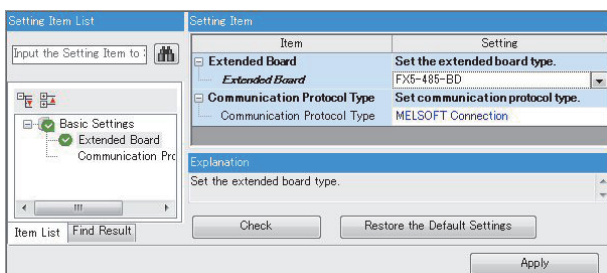 Setting Item List
Input the Setting Item to
Basic Settings
Extended Board
Communication Prc
Item List Find Result
Setting Item
Item Setting
Extended Board Set the extended board type.
Extended Board FX5-485-BD
Communication Protocol Type Set communication protocol type.
Communication Protocol Type MELSOFT Connection
Explanation
Set the extended board type.
Check Restore the Default Settings
Apply